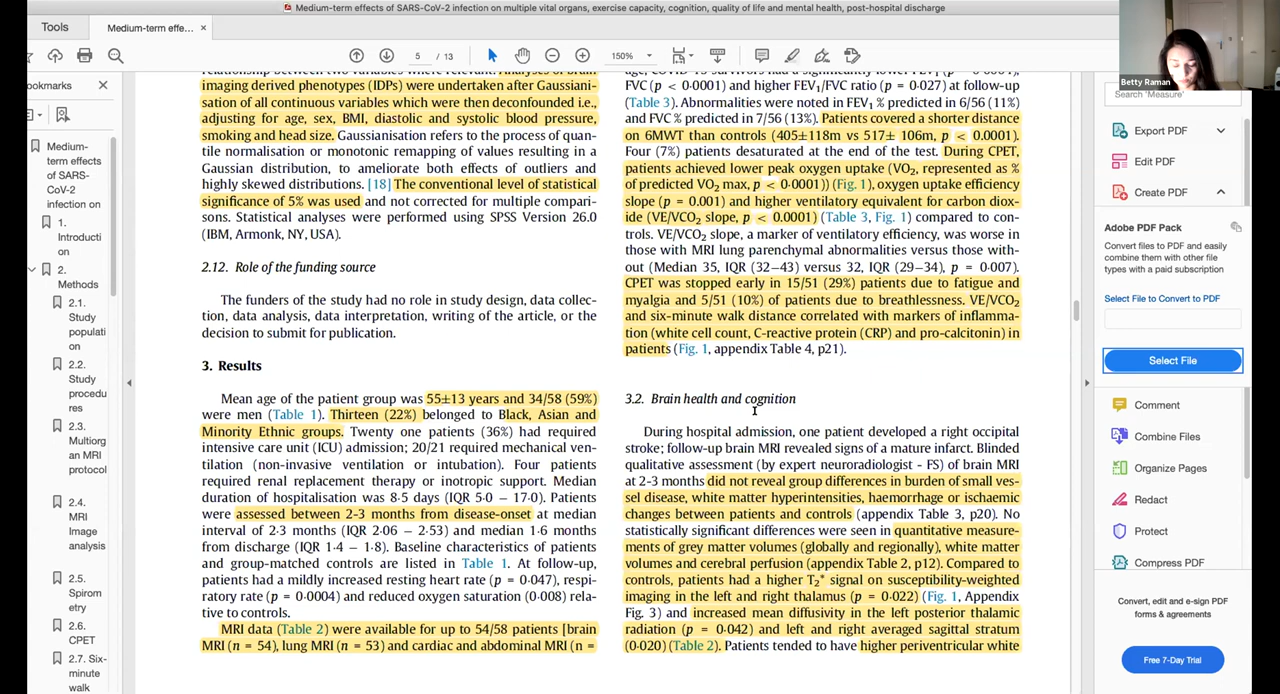 Medium-term effects of SARS-CoV-2 infection on multiple vital organs, exercise capacity, cognition, quality of life and mental health, post-hospital discharge
Tools
Medium-term effe... ×
5 / 13
150%
Betty Raman
ookmarks
Medium-
term effects
of SARS-
CoV-2
infection on
1.
Introducti
on
2.
Methods
2.1.
Study
populati
on
2.2.
Study
procedu
res
2.3.
Multiorg
an MRI
protocol
2.4.
MRI
Image
analysis
2.5.
Spirom
etry
2.6.
CPET
2.7. Six-
minute
walk
relationship between two variables where relevant. Analyses of brain
imaging derived phenotypes (IDPs) were undertaken after Gaussiani-
sation of all continuous variables which were then deconfounded i.e.,
adjusting for age, sex, BMI, diastolic and systolic blood pressure,
smoking and head size. Gaussianisation refers to the process of quan-
tile normalisation or monotonic remapping of values resulting in a
Gaussian distribution, to ameliorate both effects of outliers and
highly skewed distributions. [18] The conventional level of statistical
significance of 5% was used and not corrected for multiple compari-
sons. Statistical analyses were performed using SPSS Version 26.0
(IBM, Armonk, NY, USA).
2.12. Role of the funding source
The funders of the study had no role in study design, data collec-
tion, data analysis, data interpretation, writing of the article, or the
decision to submit for publication.
3. Results
Mean age of the patient group was 55±13 years and 34/58 (59%)
were men (Table 1). Thirteen (22%) belonged to Black, Asian and
Minority Ethnic groups. Twenty one patients (36%) had required
intensive care unit (ICU) admission; 20/21 required mechanical ven-
tilation (non-invasive ventilation or intubation). Four patients
required renal replacement therapy or inotropic support. Median
duration of hospitalisation was 8·5 days (IQR 5·0 – 17·0). Patients
were assessed between 2-3 months from disease-onset at median
interval of 2·3 months (IQR 2·06 – 2·53) and median 1·6 months
from discharge (IQR 1·4 – 1·8). Baseline characteristics of patients
and group-matched controls are listed in Table 1. At follow-up,
patients had a mildly increased resting heart rate (p = 0·047), respi-
ratory rate (p = 0·0004) and reduced oxygen saturation (0·008) rela-
tive to controls.
MRI data (Table 2) were available for up to 54/58 patients [brain
MRI (n = 54), lung MRI (n = 53) and cardiac and abdominal MRI (n =
FVC (p < 0·0001) and higher FEV1/FVC ratio (p = 0·027) at follow-up
(Table 3). Abnormalities were noted in FEV1 % predicted in 6/56 (11%)
and FVC % predicted in 7/56 (13%). Patients covered a shorter distance
on 6MWT than controls (405±118m vs 517± 106m, p < 0.0001).
Four (7%) patients desaturated at the end of the test. During CPET,
patients achieved lower peak oxygen uptake (VO2, represented as %
of predicted VO2 max, p < 0·0001)) (Fig. 1), oxygen uptake efficiency
slope (p = 0.001) and higher ventilatory equivalent for carbon diox-
ide (VE/VCO2 slope, p < 0.0001) (Table 3, Fig. 1) compared to con-
trols. VE/VCO2 slope, a marker of ventilatory efficiency, was worse in
those with MRI lung parenchymal abnormalities versus those with-
out (Median 35, IQR (32–43) versus 32, IQR (29–34), p = 0·007).
CPET was stopped early in 15/51 (29%) patients due to fatigue and
myalgia and 5/51 (10%) of patients due to breathlessness. VE/VCO2
and six-minute walk distance correlated with markers of inflamma-
tion (white cell count, C-reactive protein (CRP) and pro-calcitonin) in
patients (Fig. 1, appendix Table 4, p21).
3.2. Brain health and cognition
During hospital admission, one patient developed a right occipital
stroke; follow-up brain MRI revealed signs of a mature infarct. Blinded
qualitative assessment (by expert neuroradiologist - FS) of brain MRI
at 2-3 months did not reveal group differences in burden of small ves-
sel disease, white matter hyperintensities, haemorrhage or ischaemic
changes between patients and controls (appendix Table 3, p20). No
statistically significant differences were seen in quantitative measure-
ments of grey matter volumes (globally and regionally), white matter
volumes and cerebral perfusion (appendix Table 2, p12). Compared to
controls, patients had a higher T2* signal on susceptibility-weighted
imaging in the left and right thalamus (p = 0·022) (Fig. 1, Appendix
Fig. 3) and increased mean diffusivity in the left posterior thalamic
radiation (p = 0·042) and left and right averaged sagittal stratum
(0·020) (Table 2). Patients tended to have higher periventricular white
Search "Measure"
Export PDF
Edit PDF
Create PDF
Adobe PDF Pack
Convert files to PDF and easily
combine them with other file
types with a paid subscription
Select File to Convert to PDF
Select File
Comment
Combine Files
Organize Pages
Redact
Protect
Compress PDF
Convert, edit and e-sign PDF
forms & agreements
Free 7-Day Trial